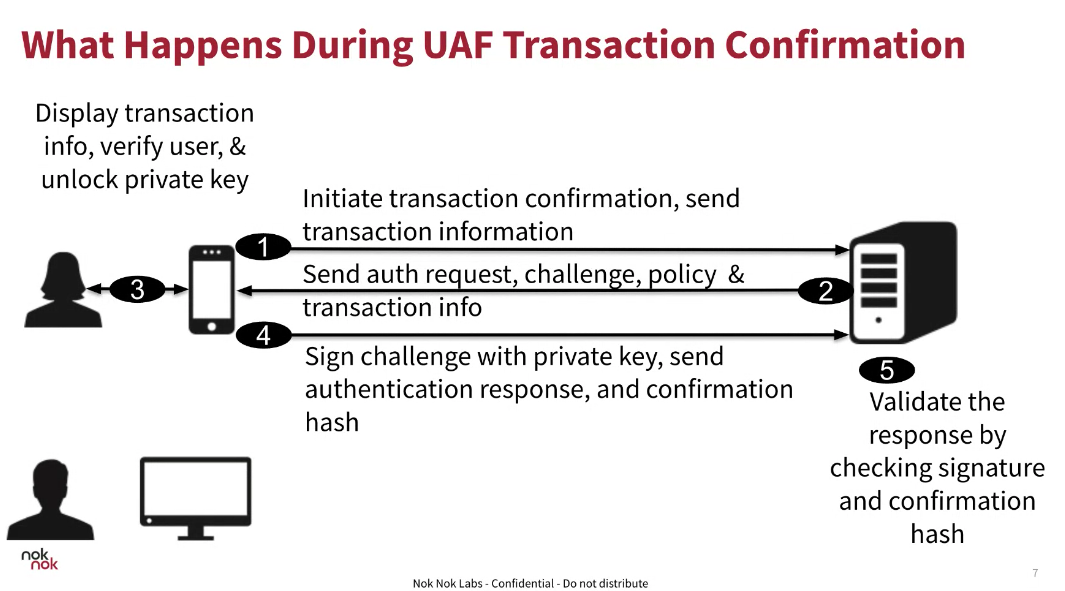 What Happens During UAF Transaction Confirmation
Display transaction
info, verify user, &
unlock private key
Initiate transaction confirmation, send
transaction information
1
Send auth request, challenge, policy &
transaction info
2
3
4
Sign challenge with private key, send
authentication response, and confirmation
hash
5
Validate the
response by
checking signature
and confirmation
hash
nok
nok
Nok Nok Labs - Confidential - Do not distribute
7